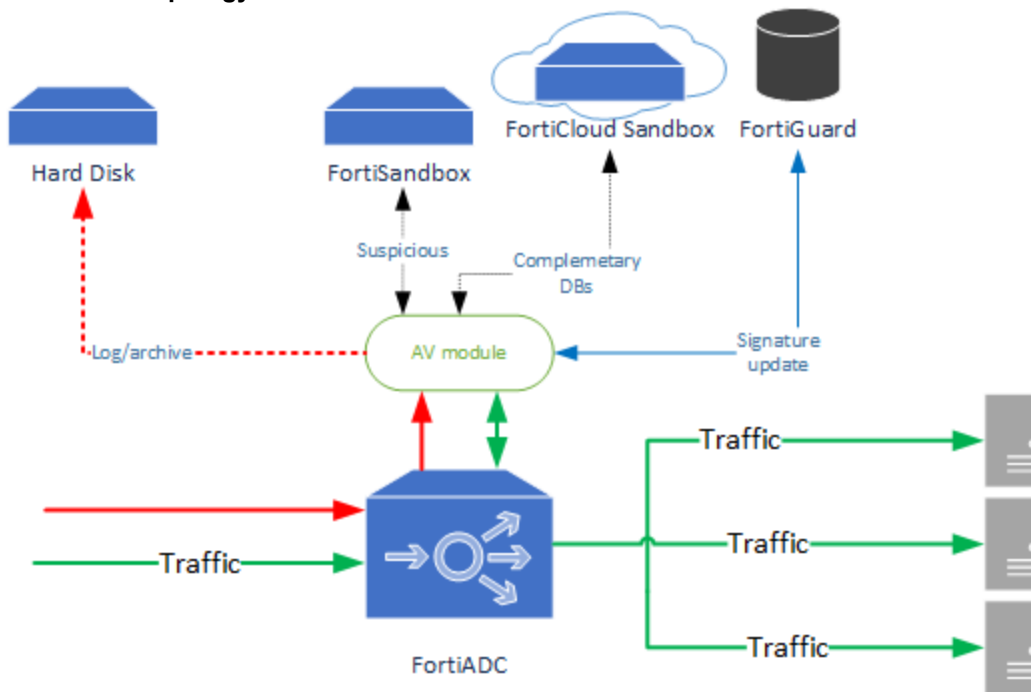 FortiCloud Sandbox
FortiGuard
Hard Disk
FortiSandbox
Suspicious
Complemetary
DBs
Log/archive
AV module
Signature
update
Traffic
Traffic
Traffic
Traffic
FortiADC